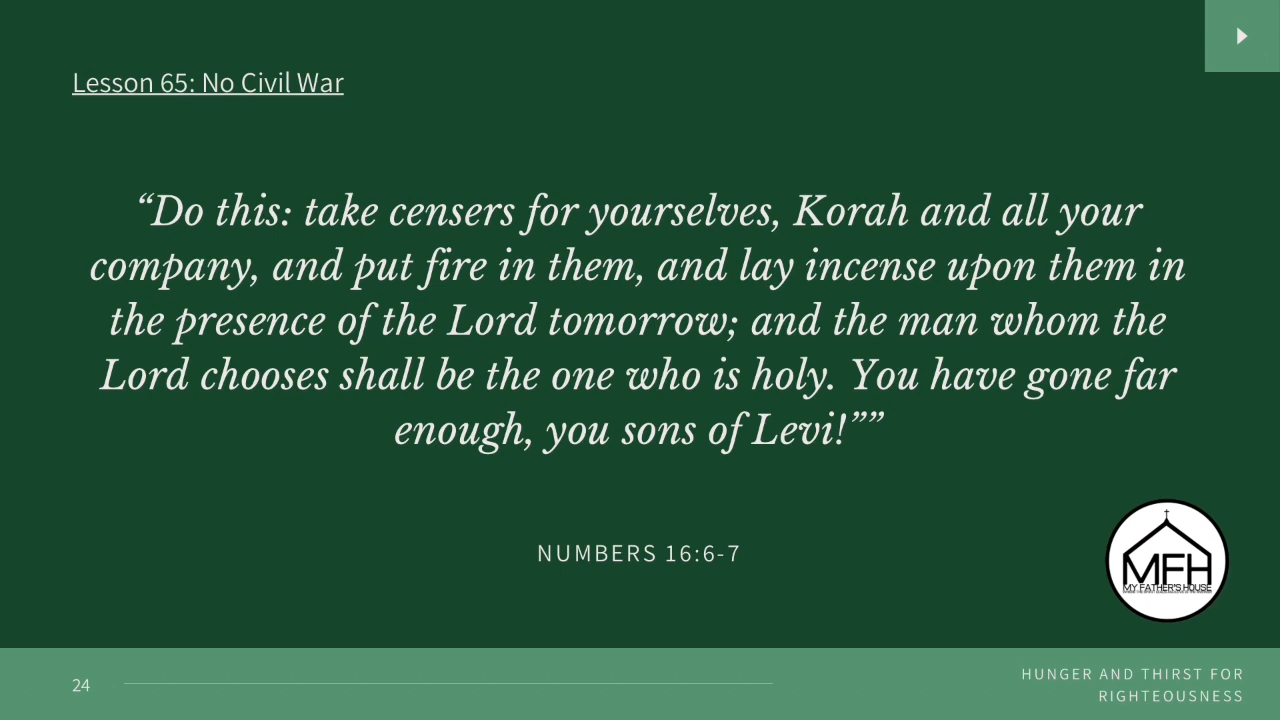 Lesson 65: No Civil War
“Do this: take censers for yourselves, Korah and all your
company, and put fire in them, and lay incense upon them in
the presence of the Lord tomorrow; and the man whom the
Lord chooses shall be the one who is holy. You have gone far
enough, you sons of Levi!””
NUMBERS 16:6-7
MFH
MY FATHER'S HOUSE
24
HUNGER AND THIRST FOR
RIGHTEOUSNESS